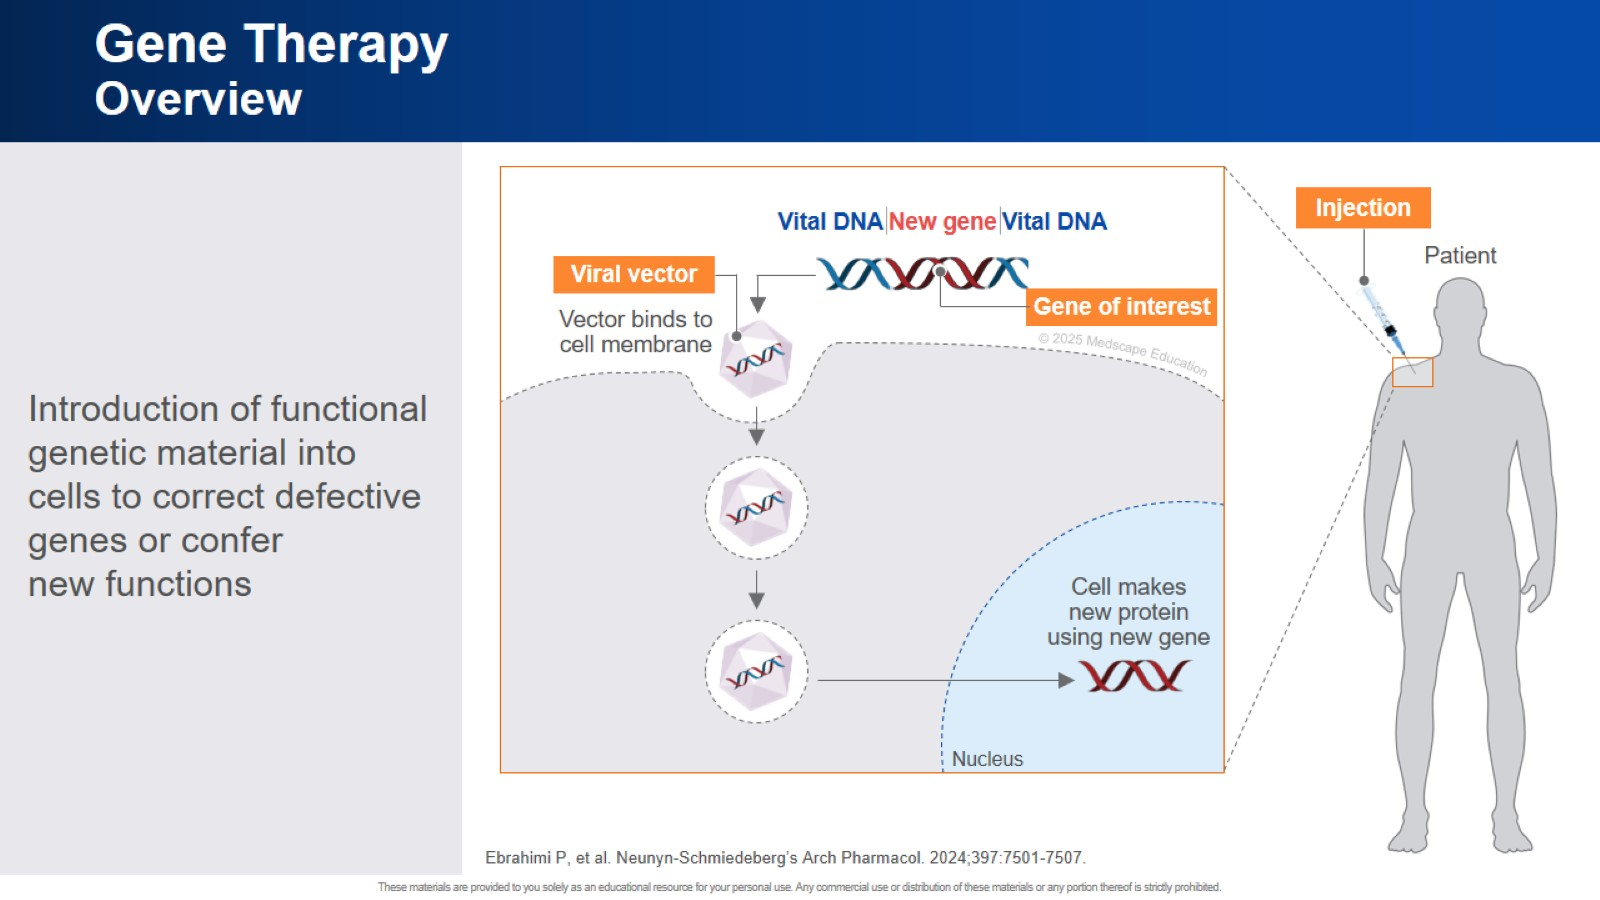 Gene Therapy
Overview
Introduction of functional
genetic material into
cells to correct defective
genes or confer
new functions
Vital DNA|New gene|Vital DNA
Viral vector
Gene of interest
Vector binds to
cell membrane
© 2025 Medscape Education
Cell makes
new protein
using new gene
Nucleus
Injection
Patient
Ebrahimi P, et al. Neunyn-Schmiedeberg's Arch Pharmacol. 2024;397:7501-7507.
These materials are provided to you solely as an educational resource for your personal use. Any commercial use or distribution of these materials or any portion thereof is strictly prohibited.